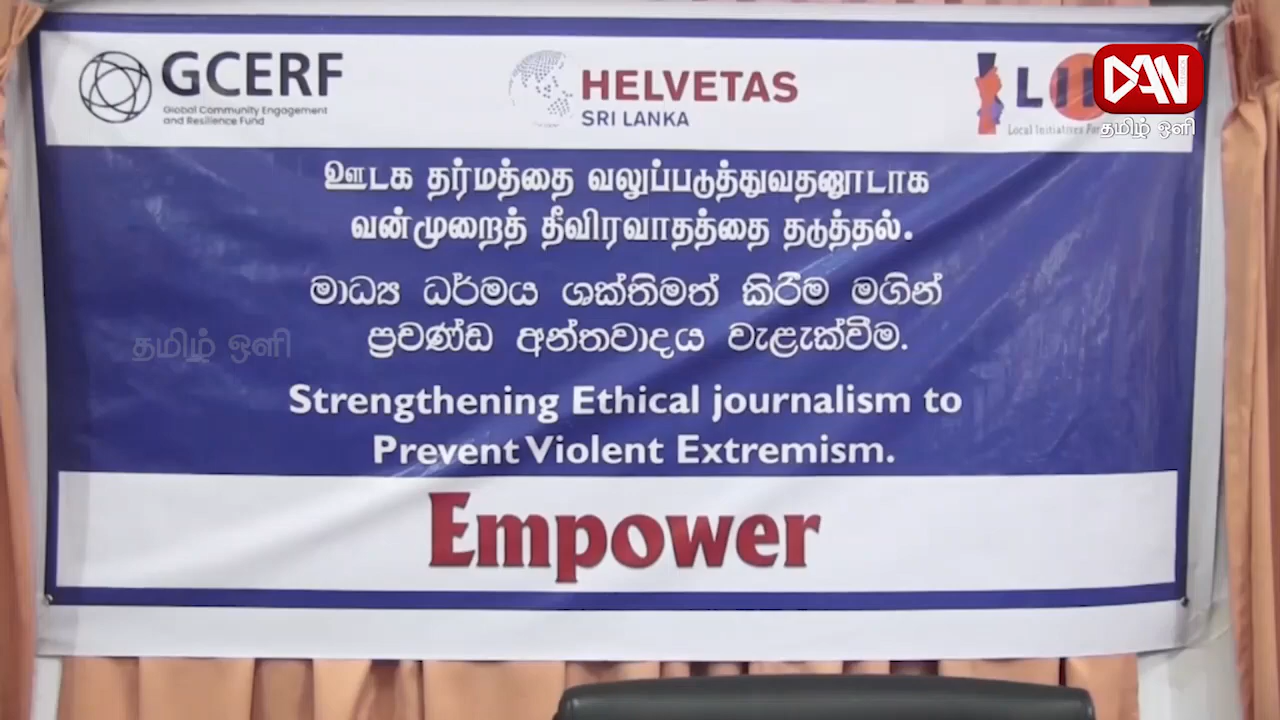 GCERF
Global Community Engagement
and Resilience Fund
HELVETAS
SRI LANKA
Local Initiatives
DAN
தமிழ் ஒளி
ஊடக தர்மத்தை வலுப்படுத்துவதனூடாக
வன்முறைத் தீவிரவாதத்தை தடுத்தல்.
මාධ්‍ය ධර්මය ශක්තිමත් කිරීම මගින්
ප්‍රචණ්ඩ අන්තවාදය වැළැක්වීම.
தமிழ் ஒளி
Strengthening Ethical journalism to
Prevent Violent Extremism.
Empower